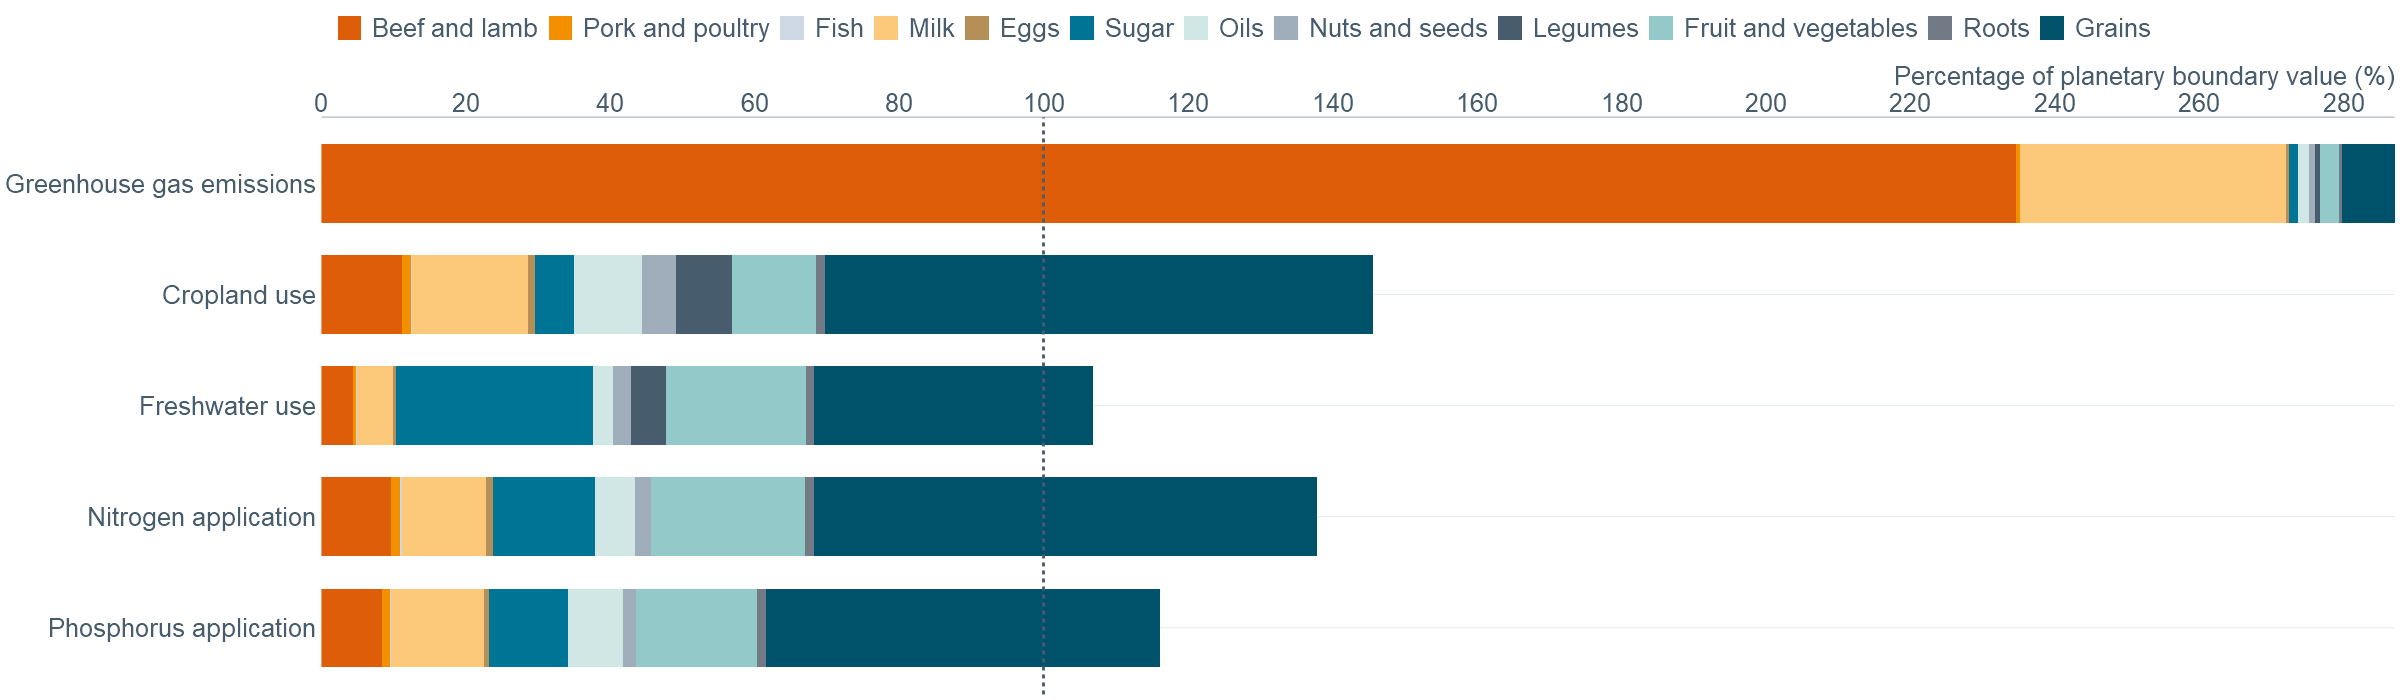 Beef and lamb Pork and poultry Fish Milk Eggs Sugar Oils Nuts and seeds Legumes Fruit and vegetables Roots Grains
Percentage of planetary boundary value (%)
0 20 40 60 80 100 120 140 160 180 200 220 240 260 280
Greenhouse gas emissions
Cropland use
Freshwater use
Nitrogen application
Phosphorus application